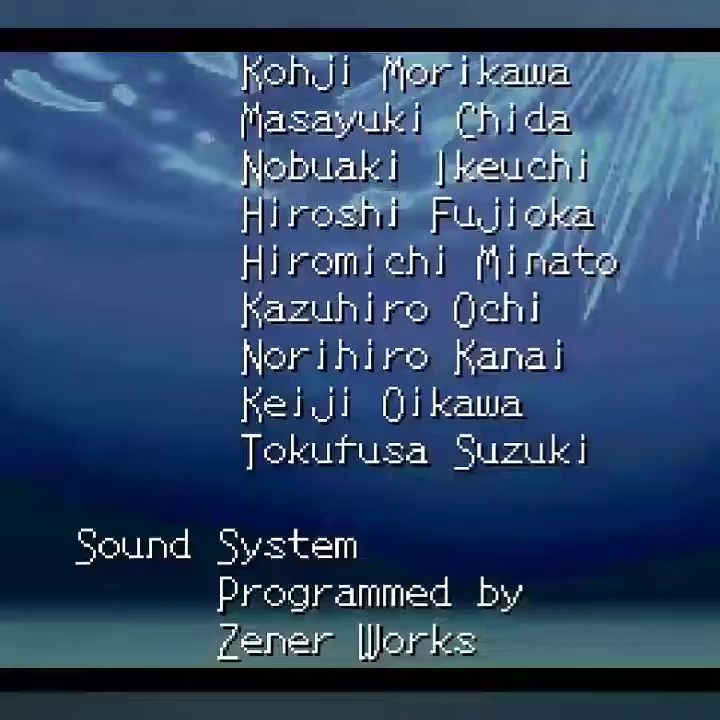 Kohji Morikawa
Masayuki Chida
Nobuaki Ikeuchi
Hiroshi Fujioka
Hiromichi Minato
Kazuhiro Ochi
Norihiro Kanai
Keiji Oikawa
Tokufusa Suzuki
Sound System
Programmed by
Zener Works